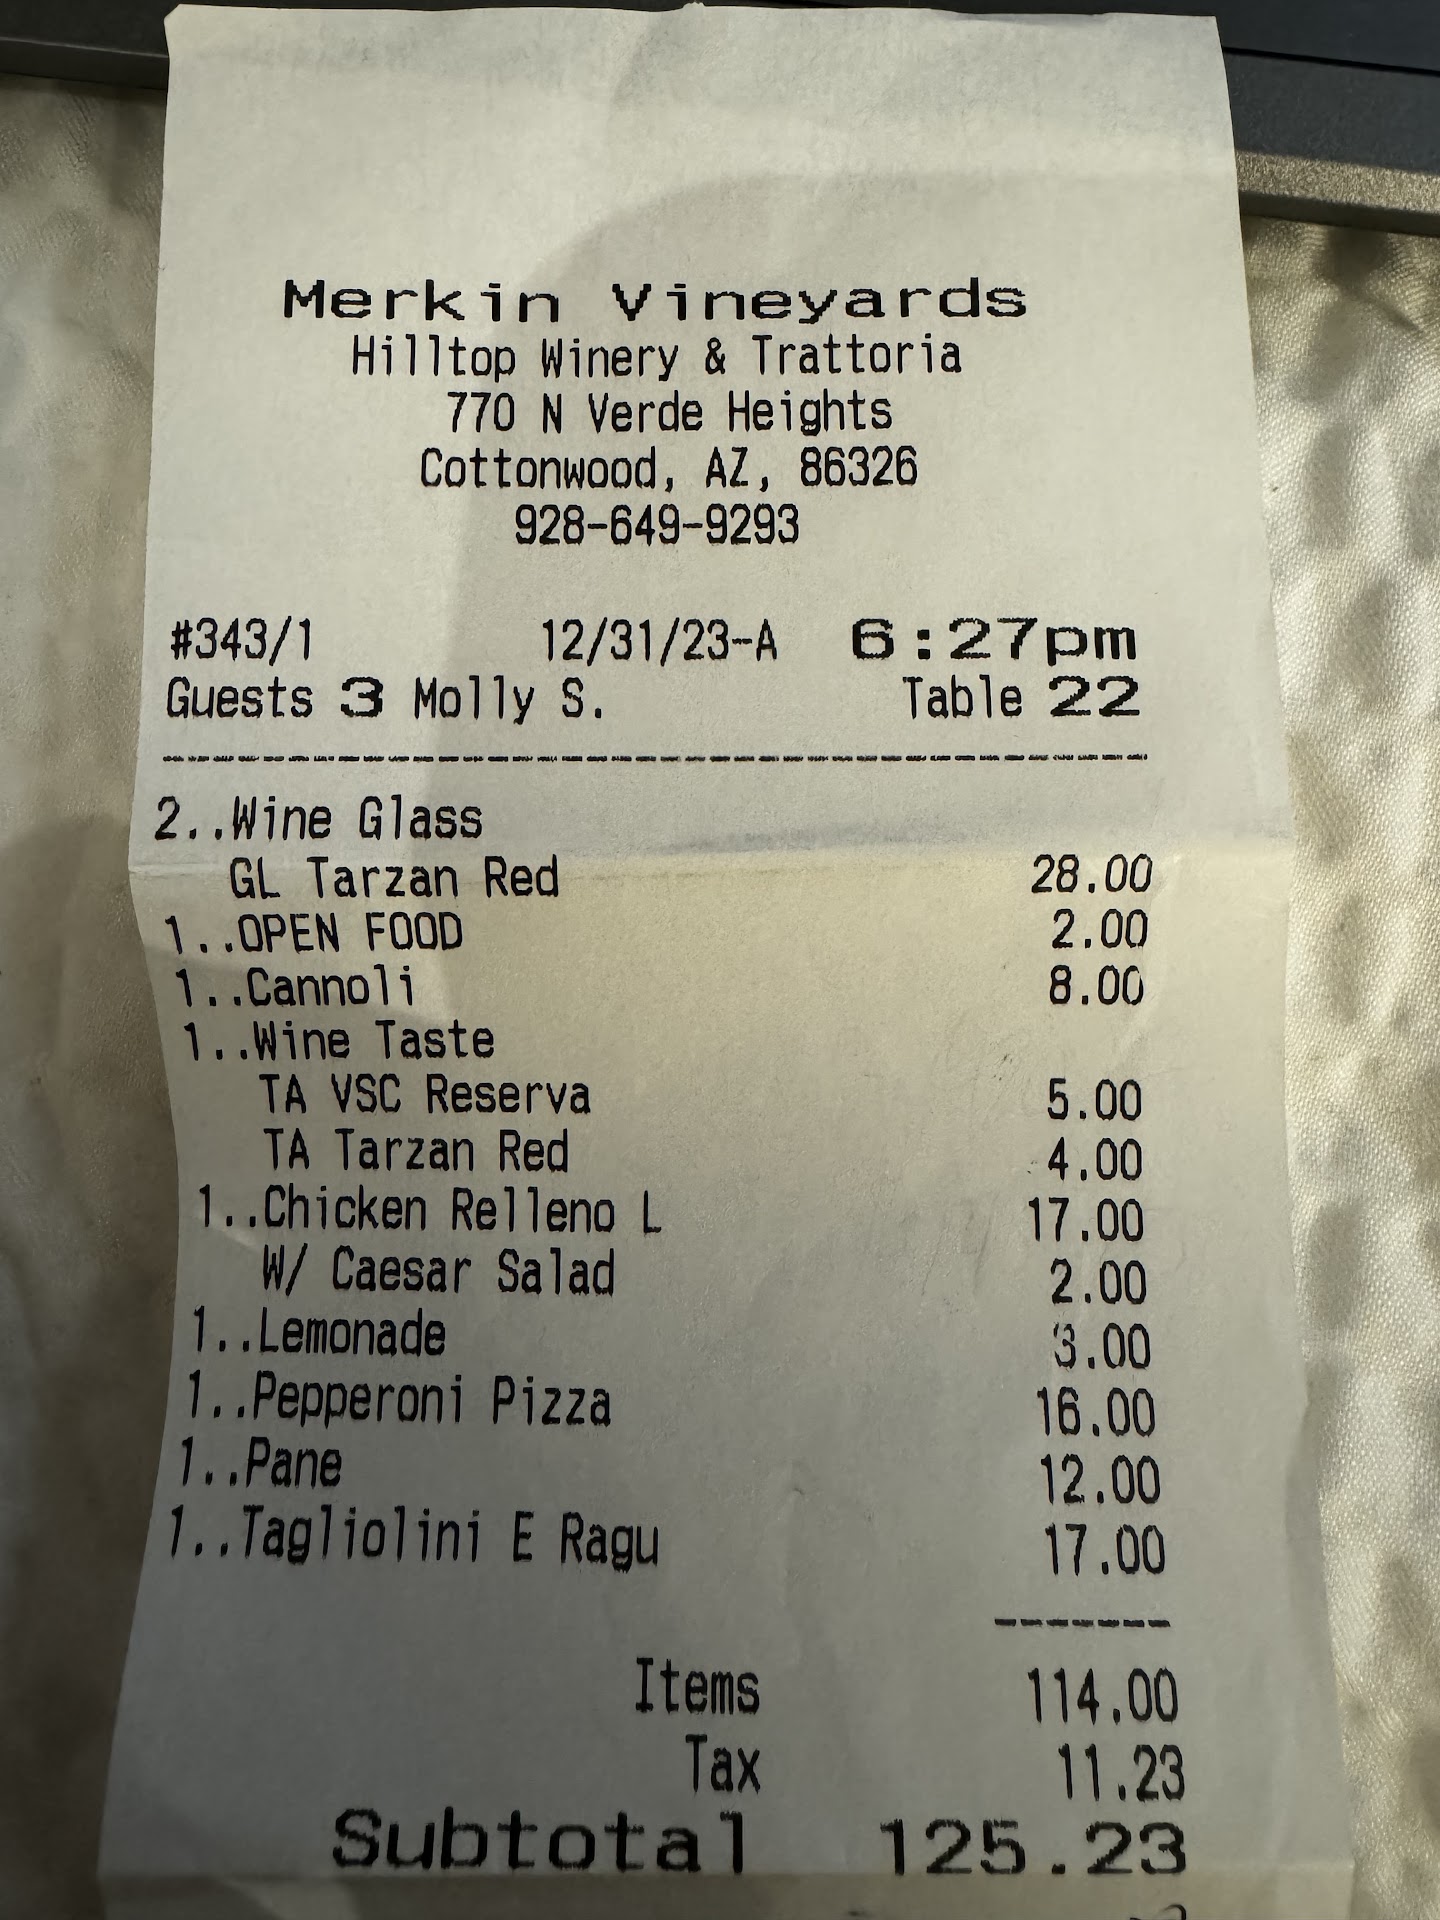 Merkin Vineyards
Hilltop Winery & Trattoria
770 N Verde Heights
Cottonwood, AZ, 86326
928-649-9293
#343/1 12/31/23-A 6:27pm
Guests 3 Molly S. Table 22
2..Wine Glass
GL Tarzan Red 28.00
1..OPEN FOOD 2.00
1..Cannoli 8.00
1..Wine Taste
TA VSC Reserva 5.00
TA Tarzan Red 4.00
1..Chicken Relleno L 17.00
W/ Caesar Salad 2.00
1..Lemonade 3.00
1..Pepperoni Pizza 16.00
1..Pane 12.00
1..Tagliolini E Ragu 17.00
Items 114.00
Tax 11.23
Subtotal 125.23